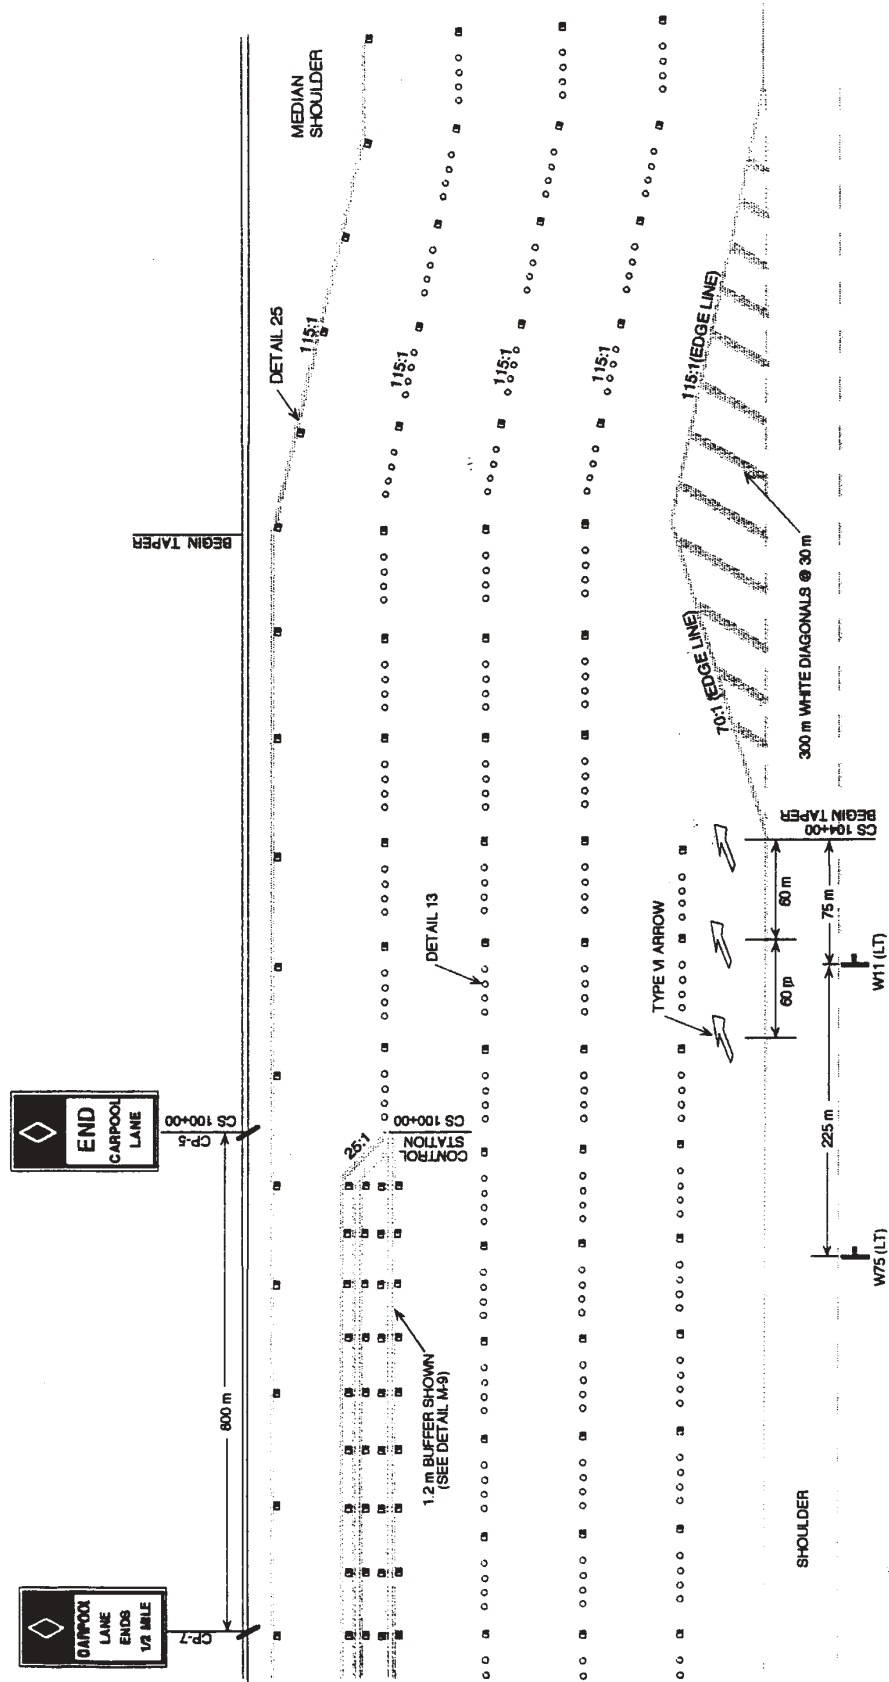 CARPOOL
LANE
ENDS
1/2 MILE
CP-7
800 m
END
CARPOOL
LANE
CP-5
CS 100+00
BEGIN TAPER
MEDIAN
SHOULDER
DETAIL 25
115:1
25:1
CONTROL
STATION
CS 100+00
1.2 m BUFFER SHOWN
(SEE DETAIL M-9)
DETAIL 13
115:1
115:1
115:1
TYPE VI ARROW
70:1 (EDGE LINE)
115:1 (EDGE LINE)
300 m WHITE DIAGONALS @ 30 m
CS 104+00
BEGIN TAPER
60 m
60 m
75 m
225 m
SHOULDER
W75 (LT)
W11 (LT)